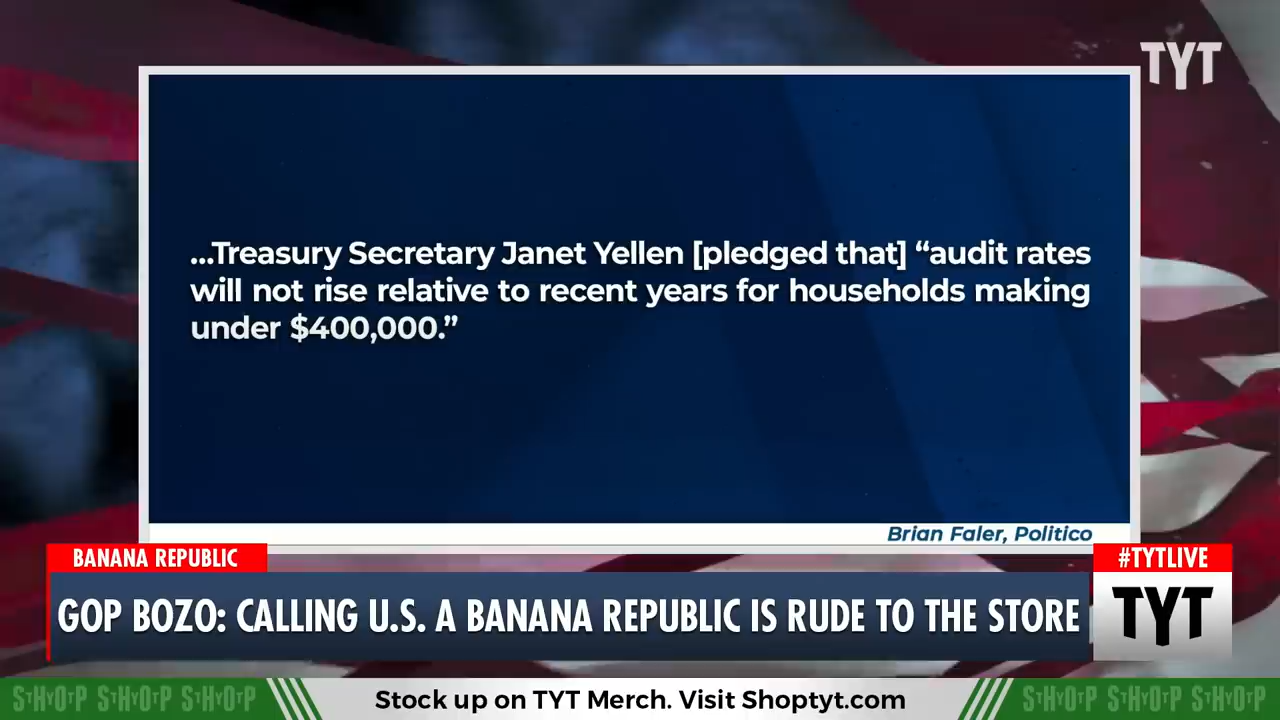 TYT
...Treasury Secretary Janet Yellen [pledged that] “audit rates
will not rise relative to recent years for households making
under $400,000.”
Brian Faler, Politico
BANANA REPUBLIC
#TYTLIVE
GOP BOZO: CALLING U.S. A BANANA REPUBLIC IS RUDE TO THE STORE
TYT
SHOP SHOP SHOP
Stock up on TYT Merch. Visit Shoptyt.com
SHOP SHOP SHOP